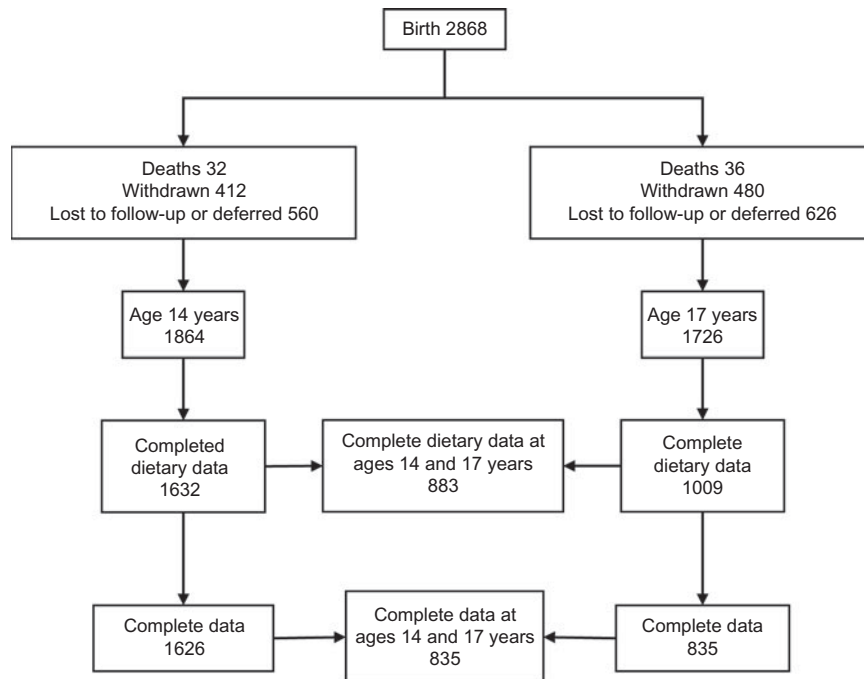 Birth 2868
Deaths 32
Withdrawn 412
Lost to follow-up or deferred 560
Deaths 36
Withdrawn 480
Lost to follow-up or deferred 626
Age 14 years
1864
Age 17 years
1726
Completed
dietary data
1632
Complete dietary data at
ages 14 and 17 years
883
Complete
dietary data
1009
Complete data
1626
Complete data at
ages 14 and 17 years
835
Complete data
835